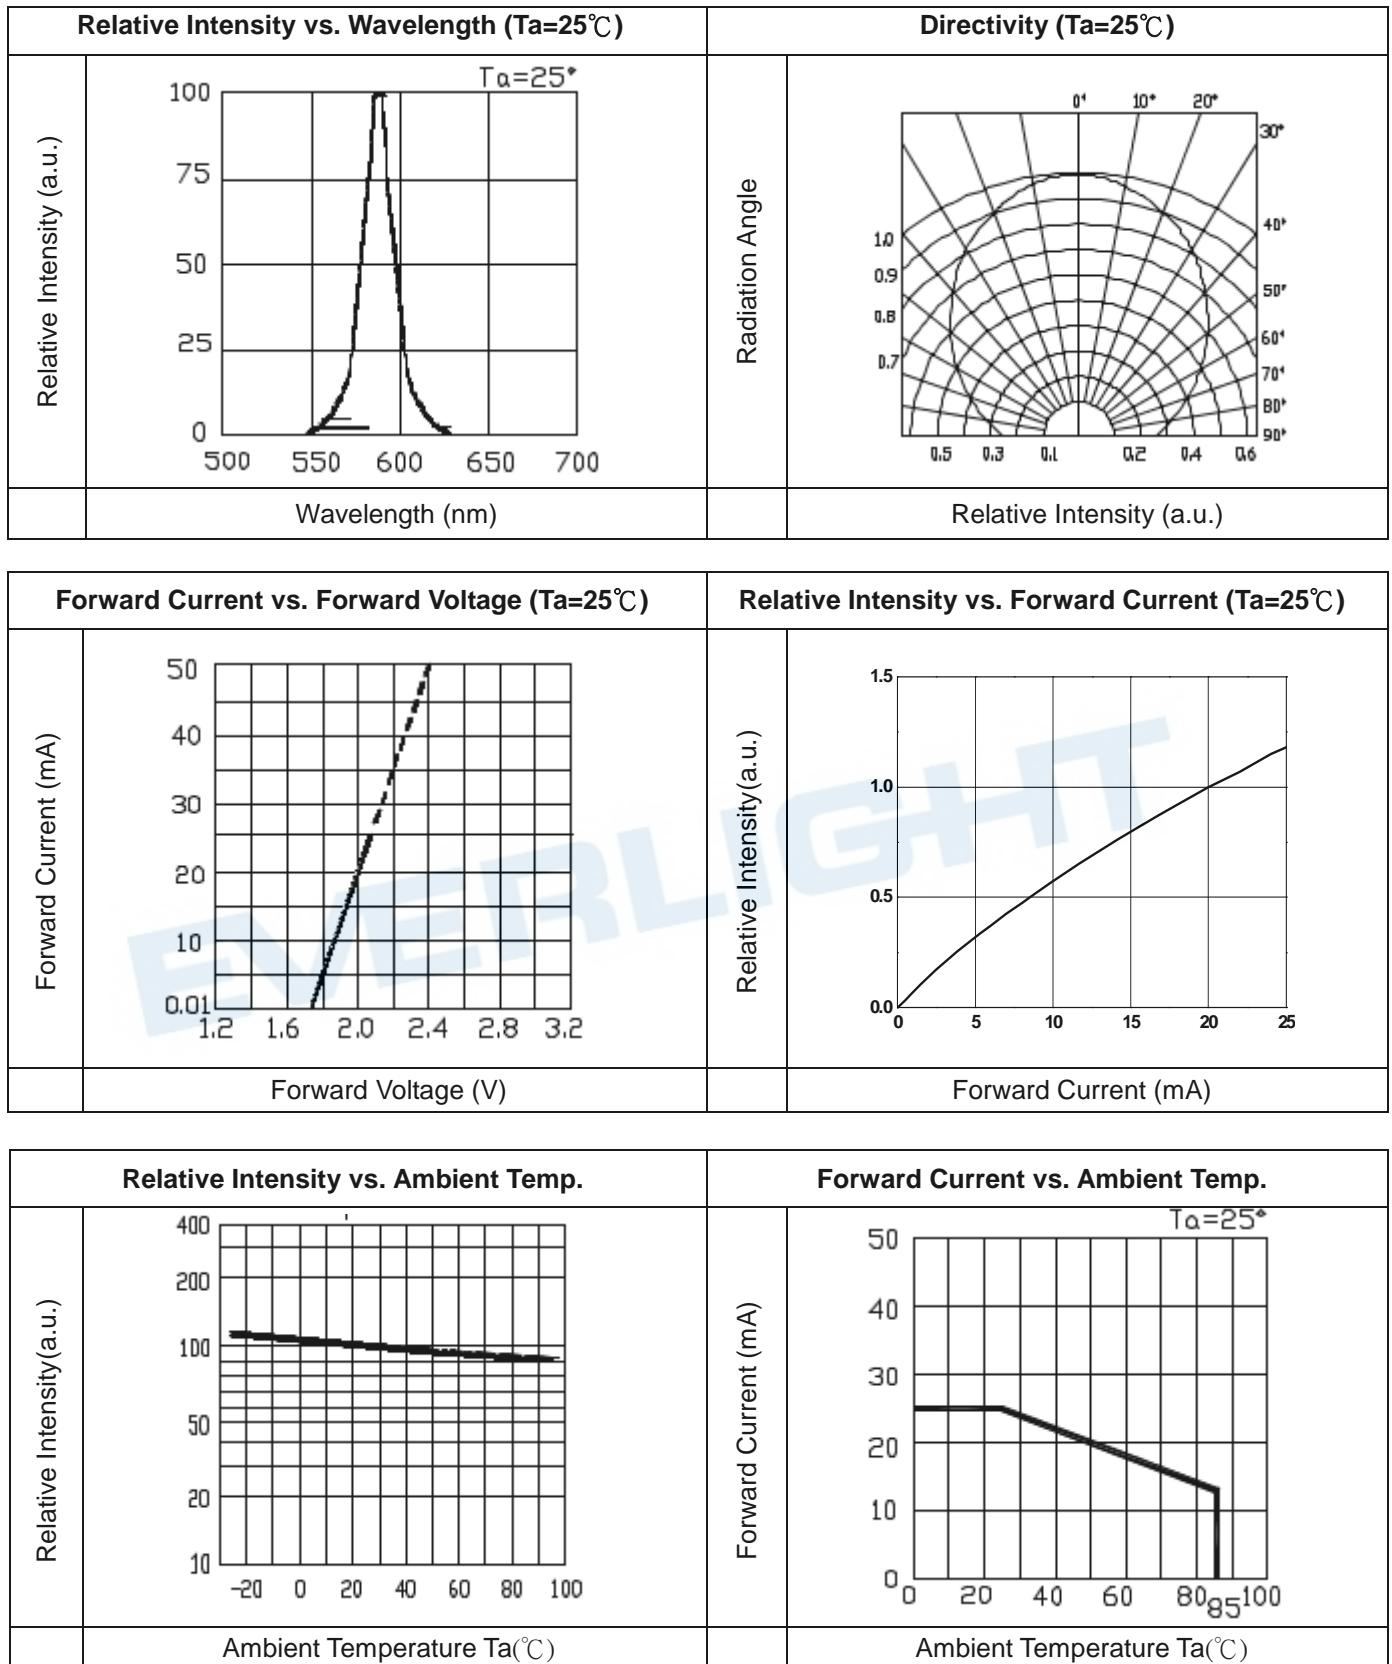 Relative Intensity vs. Wavelength (Ta=25℃)
Directivity (Ta=25℃)
Relative Intensity (a.u.)
Ta=25°
100
75
50
25
0
500 550 600 650 700
Wavelength (nm)
Radiation Angle
0° 10° 20°
30°
40°
50°
60°
70°
80°
90°
1.0
0.9
0.8
0.7
0.5 0.3 0.1 0.2 0.4 0.6
Relative Intensity (a.u.)
Forward Current vs. Forward Voltage (Ta=25℃)
Relative Intensity vs. Forward Current (Ta=25℃)
Forward Current (mA)
50
40
30
20
10
0.01
1.2 1.6 2.0 2.4 2.8 3.2
Forward Voltage (V)
Relative Intensity(a.u.)
1.5
1.0
0.5
0.0
0 5 10 15 20 25
Forward Current (mA)
EVERLIGHT
Relative Intensity vs. Ambient Temp.
Forward Current vs. Ambient Temp.
Relative Intensity(a.u.)
400
200
100
50
20
10
-20 0 20 40 60 80 100
Ambient Temperature Ta(℃)
Forward Current (mA)
Ta=25°
50
40
30
20
10
0
0 20 40 60 80 85 100
Ambient Temperature Ta(℃)